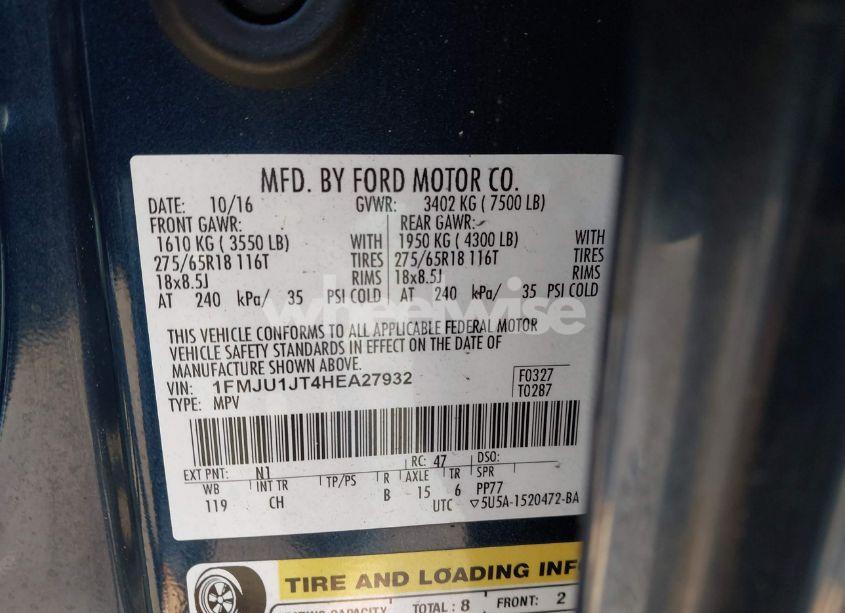 MFD. BY FORD MOTOR CO.
DATE: 10/16 GVWR: 3402 KG ( 7500 LB)
FRONT GAWR: REAR GAWR:
1610 KG ( 3550 LB) WITH 1950 KG ( 4300 LB) WITH
275/65R18 116T TIRES 275/65R18 116T TIRES
18x8.5J RIMS 18x8.5J RIMS
AT 240 kPa/ 35 PSI COLD AT 240 kPa/ 35 PSI COLD
wheelwise
THIS VEHICLE CONFORMS TO ALL APPLICABLE FEDERAL MOTOR
VEHICLE SAFETY STANDARDS IN EFFECT ON THE DATE OF
MANUFACTURE SHOWN ABOVE.
VIN: 1FMJU1JT4HEA27932 F0327
TYPE: MPV T0287
EXT PNT: N1 RC: 47 DSO:
WB INT TR TP/PS R AXLE TR SPR
119 CH B 15 6 PP77
UTC ▽5U5A-1520472-BA
TIRE AND LOADING INF
CAPACITY TOTAL : 8 FRONT: 2